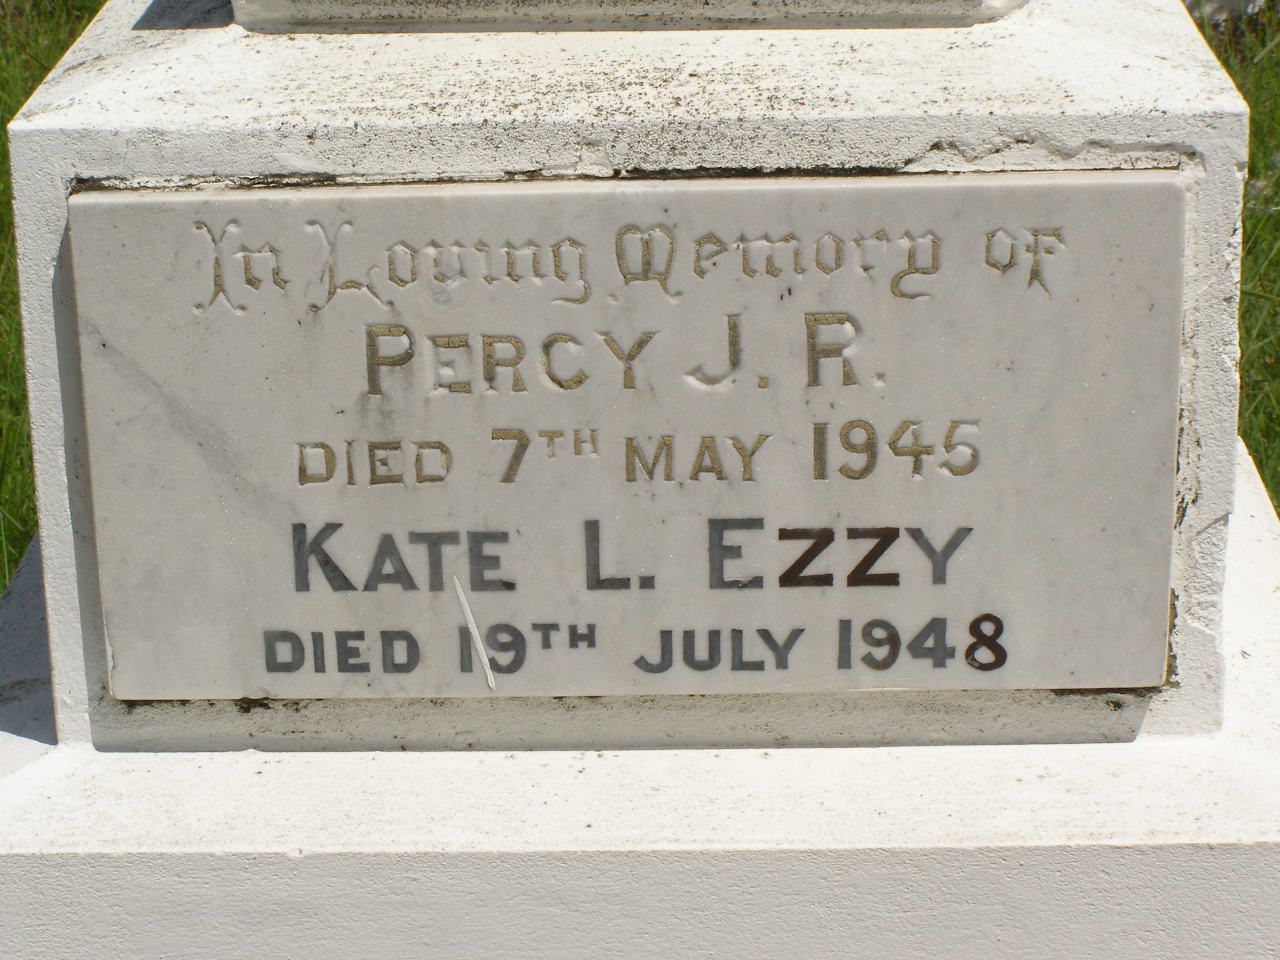 In Loving Memory of
PERCY J. R.
DIED 7TH MAY 1945
KATE L. EZZY
DIED 19TH JULY 1948